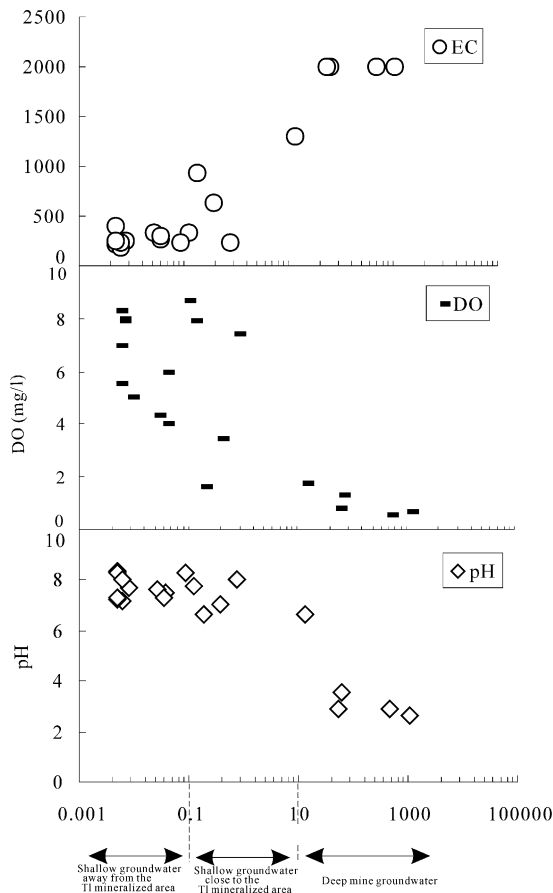 2500
2000
1500
1000
500
0
EC
10
8
6
4
2
0
DO (mg/l)
DO
10
8
6
4
2
0
pH
pH
0.001 0.1 10 1000 100000
Shallow groundwater
away from the
Tl mineralized area
Shallow groundwater
close to the
Tl mineralized area
Deep mine groundwater